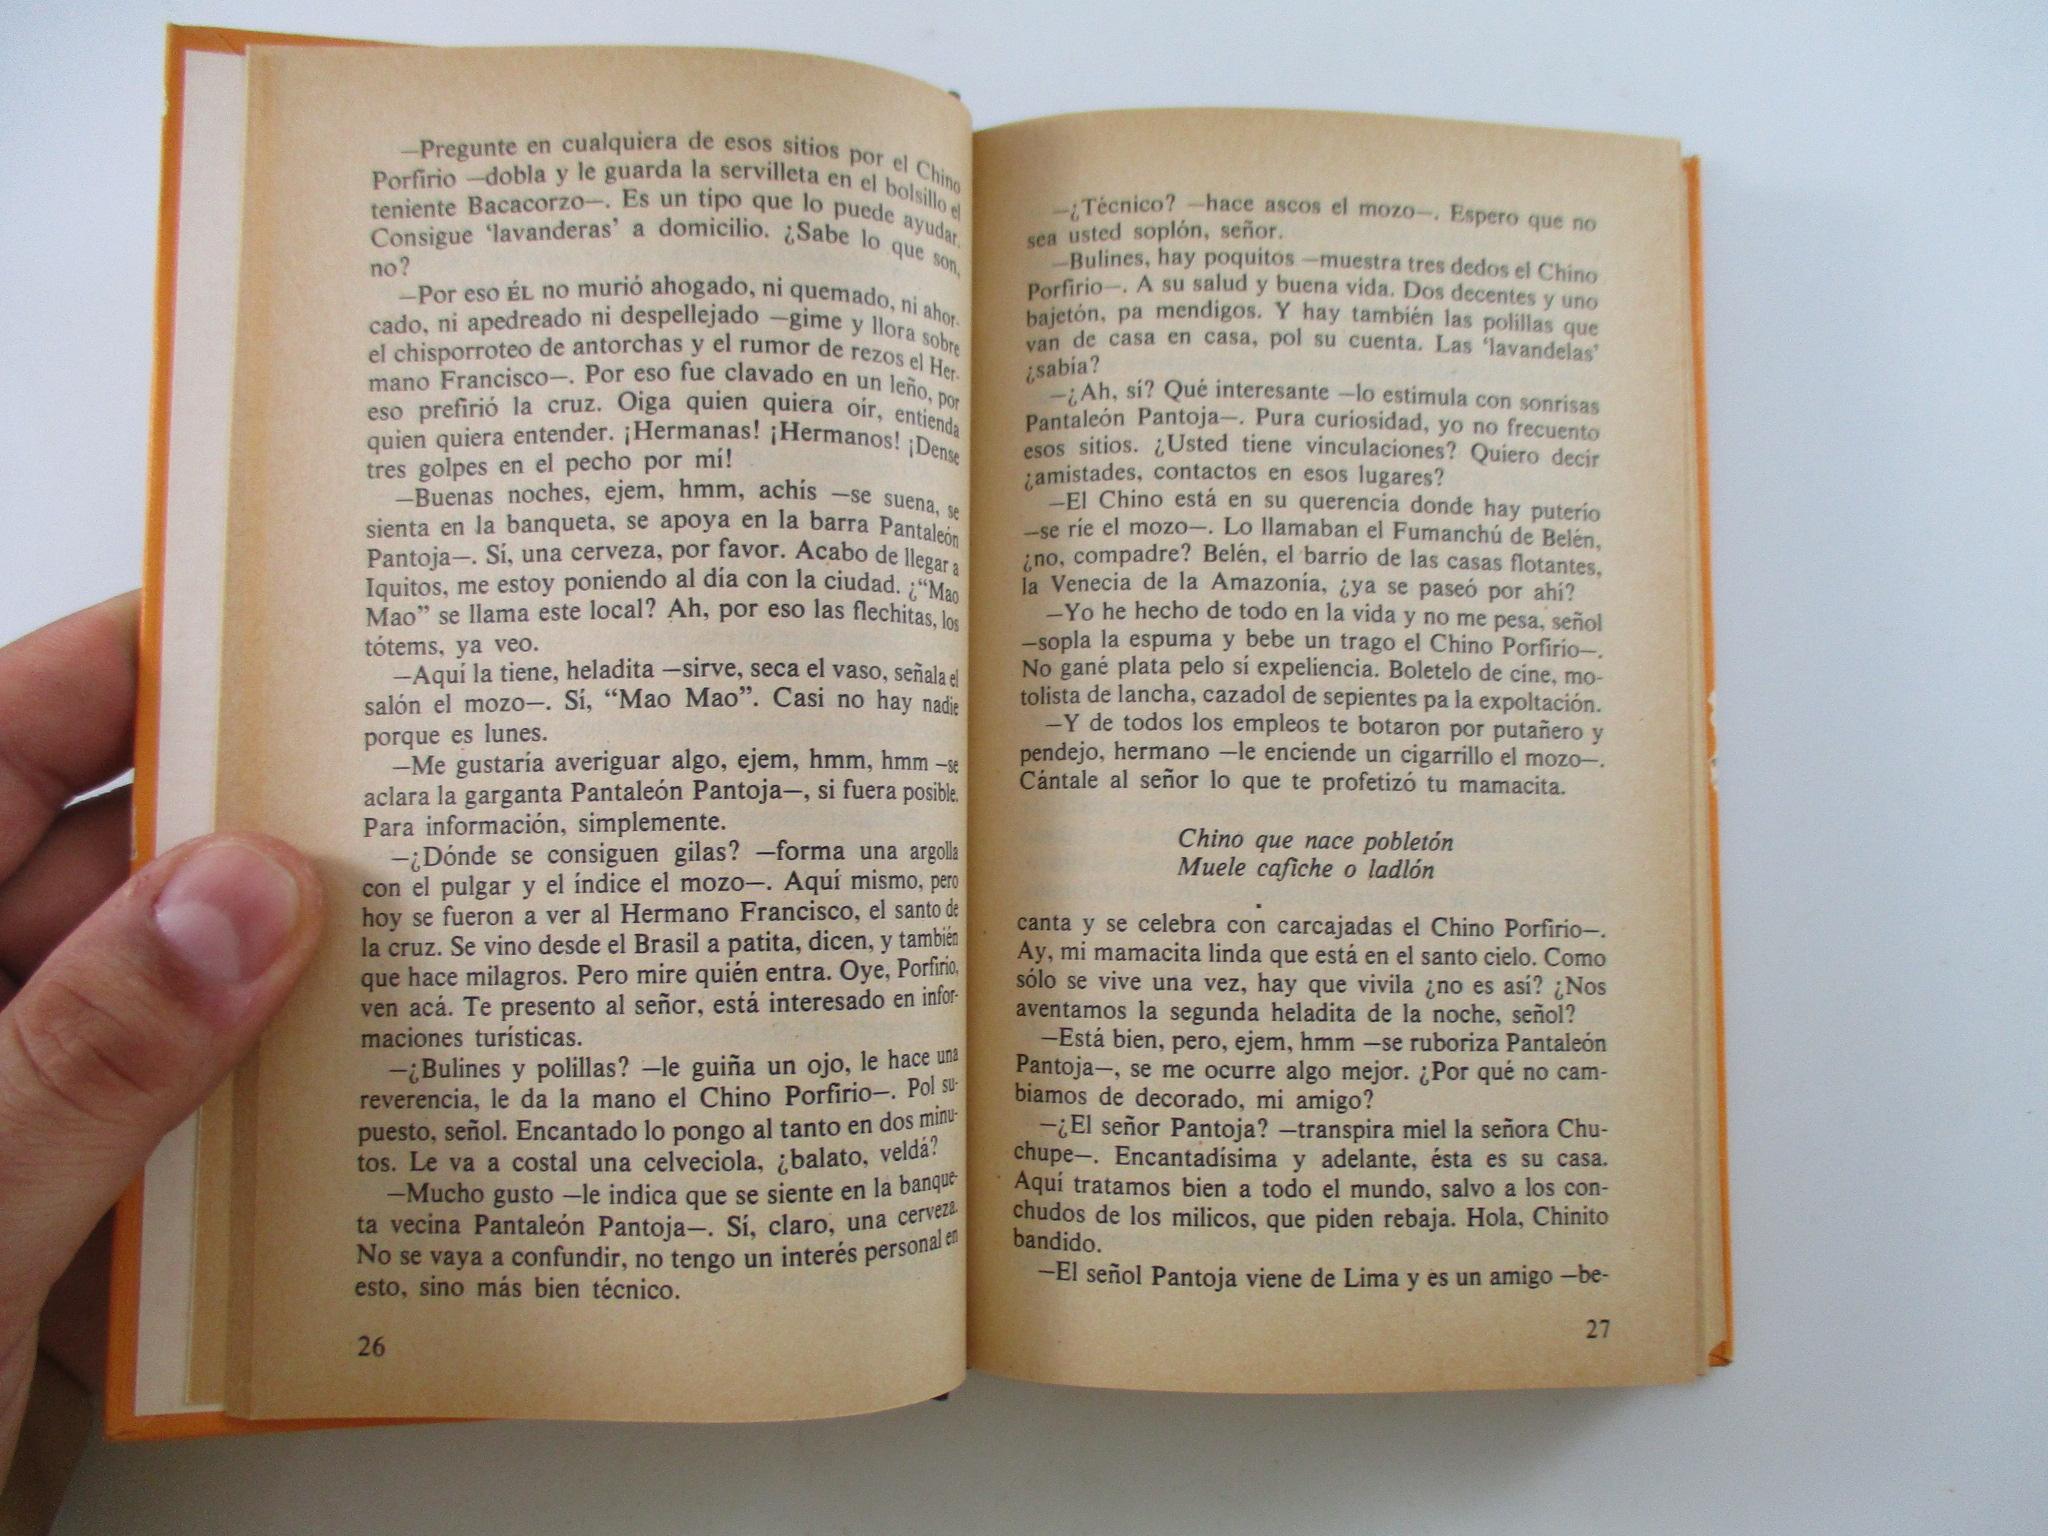 —Pregunte en cualquiera de esos sitios por el Chino
Porfirio —dobla y le guarda la servilleta en el bolsillo el
teniente Bacacorzo—. Es un tipo que lo puede ayudar.
Consigue ‘lavanderas’ a domicilio. ¿Sabe lo que son,
no?
—Por eso ÉL no murió ahogado, ni quemado, ni ahor-
cado, ni apedreado ni despellejado —gime y llora sobre
el chisporroteo de antorchas y el rumor de rezos el Her-
mano Francisco—. Por eso fue clavado en un leño, por
eso prefirió la cruz. Oiga quien quiera oír, entienda
quien quiera entender. ¡Hermanas! ¡Hermanos! ¡Dense
tres golpes en el pecho por mí!
—Buenas noches, ejem, hmm, achís —se suena, se
sienta en la banqueta, se apoya en la barra Pantaleón
Pantoja—. Sí, una cerveza, por favor. Acabo de llegar a
Iquitos, me estoy poniendo al día con la ciudad. ¿“Mao
Mao” se llama este local? Ah, por eso las flechitas, los
tótems, ya veo.
—Aquí la tiene, heladita —sirve, seca el vaso, señala el
salón el mozo—. Sí, “Mao Mao”. Casi no hay nadie
porque es lunes.
—Me gustaría averiguar algo, ejem, hmm, hmm —se
aclara la garganta Pantaleón Pantoja—, si fuera posible.
Para información, simplemente.
—¿Dónde se consiguen gilas? —forma una argolla
con el pulgar y el índice el mozo—. Aquí mismo, pero
hoy se fueron a ver al Hermano Francisco, el santo de
la cruz. Se vino desde el Brasil a patita, dicen, y también
que hace milagros. Pero mire quién entra. Oye, Porfirio,
ven acá. Te presento al señor, está interesado en infor-
maciones turísticas.
—¿Bulines y polillas? —le guiña un ojo, le hace una
reverencia, le da la mano el Chino Porfirio—. Pol su-
puesto, señol. Encantado lo pongo al tanto en dos minu-
tos. Le va a costal una celveciola, ¿balato, veldá?
—Mucho gusto —le indica que se siente en la banque-
ta vecina Pantaleón Pantoja—. Sí, claro, una cerveza.
No se vaya a confundir, no tengo un interés personal en
esto, sino más bien técnico.
26
—¿Técnico? —hace ascos el mozo—. Espero que no
sea usted soplón, señor.
—Bulines, hay poquitos —muestra tres dedos el Chino
Porfirio—. A su salud y buena vida. Dos decentes y uno
bajetón, pa mendigos. Y hay también las polillas que
van de casa en casa, pol su cuenta. Las ‘lavandelas’
¿sabía?
—¿Ah, sí? Qué interesante —lo estimula con sonrisas
Pantaleón Pantoja—. Pura curiosidad, yo no frecuento
esos sitios. ¿Usted tiene vinculaciones? Quiero decir
¿amistades, contactos en esos lugares?
—El Chino está en su querencia donde hay puterío
—se ríe el mozo—. Lo llamaban el Fumanchú de Belén,
¿no, compadre? Belén, el barrio de las casas flotantes,
la Venecia de la Amazonía, ¿ya se paseó por ahí?
—Yo he hecho de todo en la vida y no me pesa, señol
—sopla la espuma y bebe un trago el Chino Porfirio—.
No gané plata pelo sí expeliencia. Boletelo de cine, mo-
tolista de lancha, cazadol de sepientes pa la expoltación.
—Y de todos los empleos te botaron por putañero y
pendejo, hermano —le enciende un cigarrillo el mozo—.
Cántale al señor lo que te profetizó tu mamacita.
Chino que nace pobletón
Muele cafiche o ladlón
canta y se celebra con carcajadas el Chino Porfirio—.
Ay, mi mamacita linda que está en el santo cielo. Como
sólo se vive una vez, hay que vivila ¿no es así? ¿Nos
aventamos la segunda heladita de la noche, señol?
—Está bien, pero, ejem, hmm —se ruboriza Pantaleón
Pantoja—, se me ocurre algo mejor. ¿Por qué no cam-
biamos de decorado, mi amigo?
—¿El señor Pantoja? —transpira miel la señora Chu-
chupe—. Encantadísima y adelante, ésta es su casa.
Aquí tratamos bien a todo el mundo, salvo a los con-
chudos de los milicos, que piden rebaja. Hola, Chinito
bandido.
—El señol Pantoja viene de Lima y es un amigo —be-
27